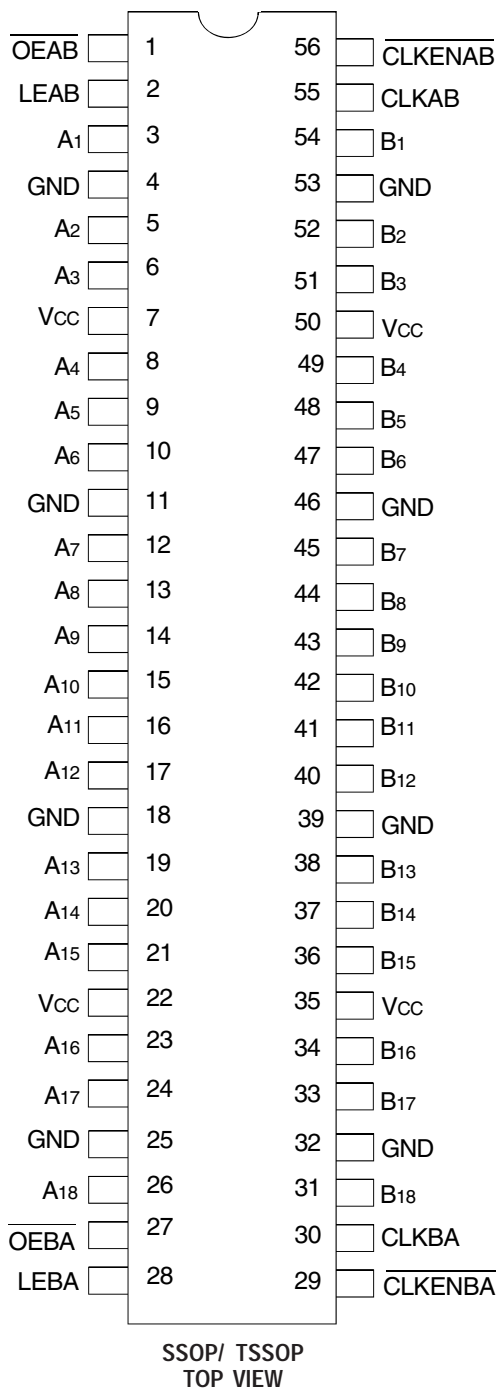 OEAB 1 56 CLKENAB
LEAB 2 55 CLKAB
A1 3 54 B1
GND 4 53 GND
A2 5 52 B2
A3 6 51 B3
VCC 7 50 VCC
A4 8 49 B4
A5 9 48 B5
A6 10 47 B6
GND 11 46 GND
A7 12 45 B7
A8 13 44 B8
A9 14 43 B9
A10 15 42 B10
A11 16 41 B11
A12 17 40 B12
GND 18 39 GND
A13 19 38 B13
A14 20 37 B14
A15 21 36 B15
VCC 22 35 VCC
A16 23 34 B16
A17 24 33 B17
GND 25 32 GND
A18 26 31 B18
OEBA 27 30 CLKBA
LEBA 28 29 CLKENBA
SSOP/ TSSOP
TOP VIEW